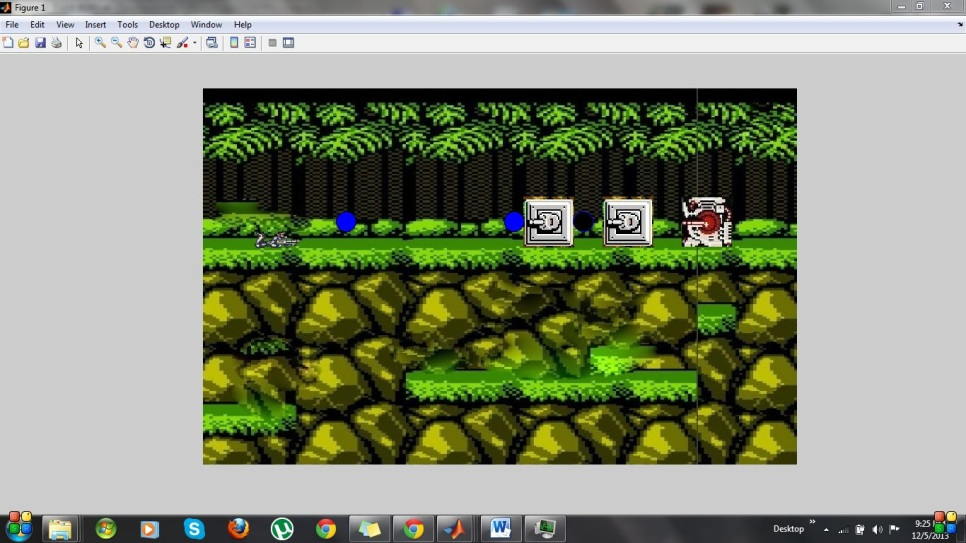 Figure 1
File Edit View Insert Tools Desktop Window Help
Desktop
9:25
12/5/2013